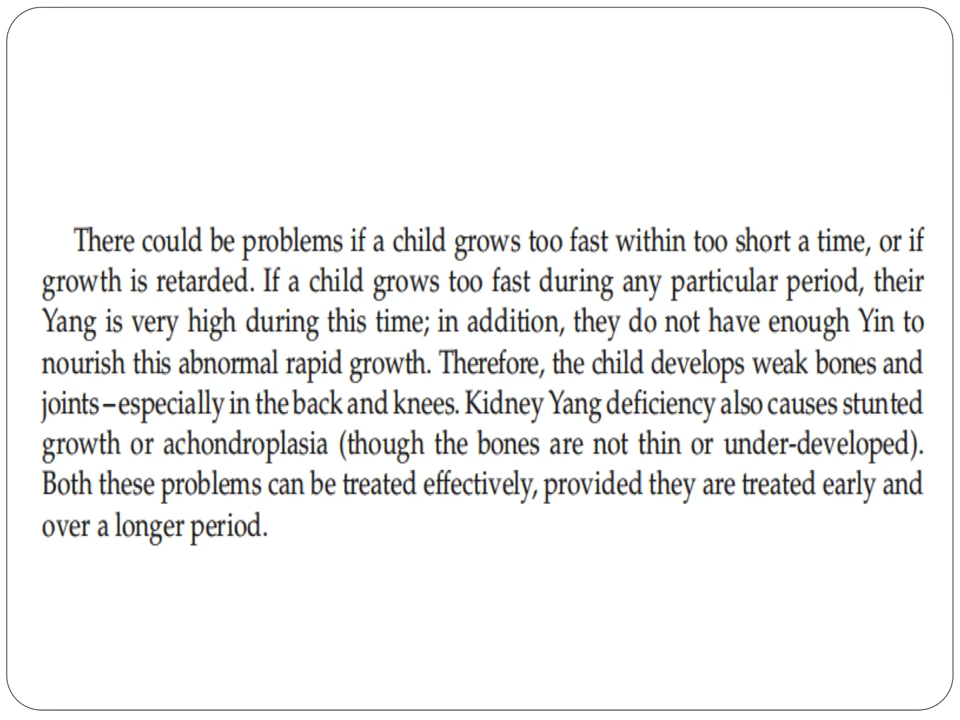 There could be problems if a child grows too fast within too short a time, or if
growth is retarded. If a child grows too fast during any particular period, their
Yang is very high during this time; in addition, they do not have enough Yin to
nourish this abnormal rapid growth. Therefore, the child develops weak bones and
joints–especially in the back and knees. Kidney Yang deficiency also causes stunted
growth or achondroplasia (though the bones are not thin or under-developed).
Both these problems can be treated effectively, provided they are treated early and
over a longer period.